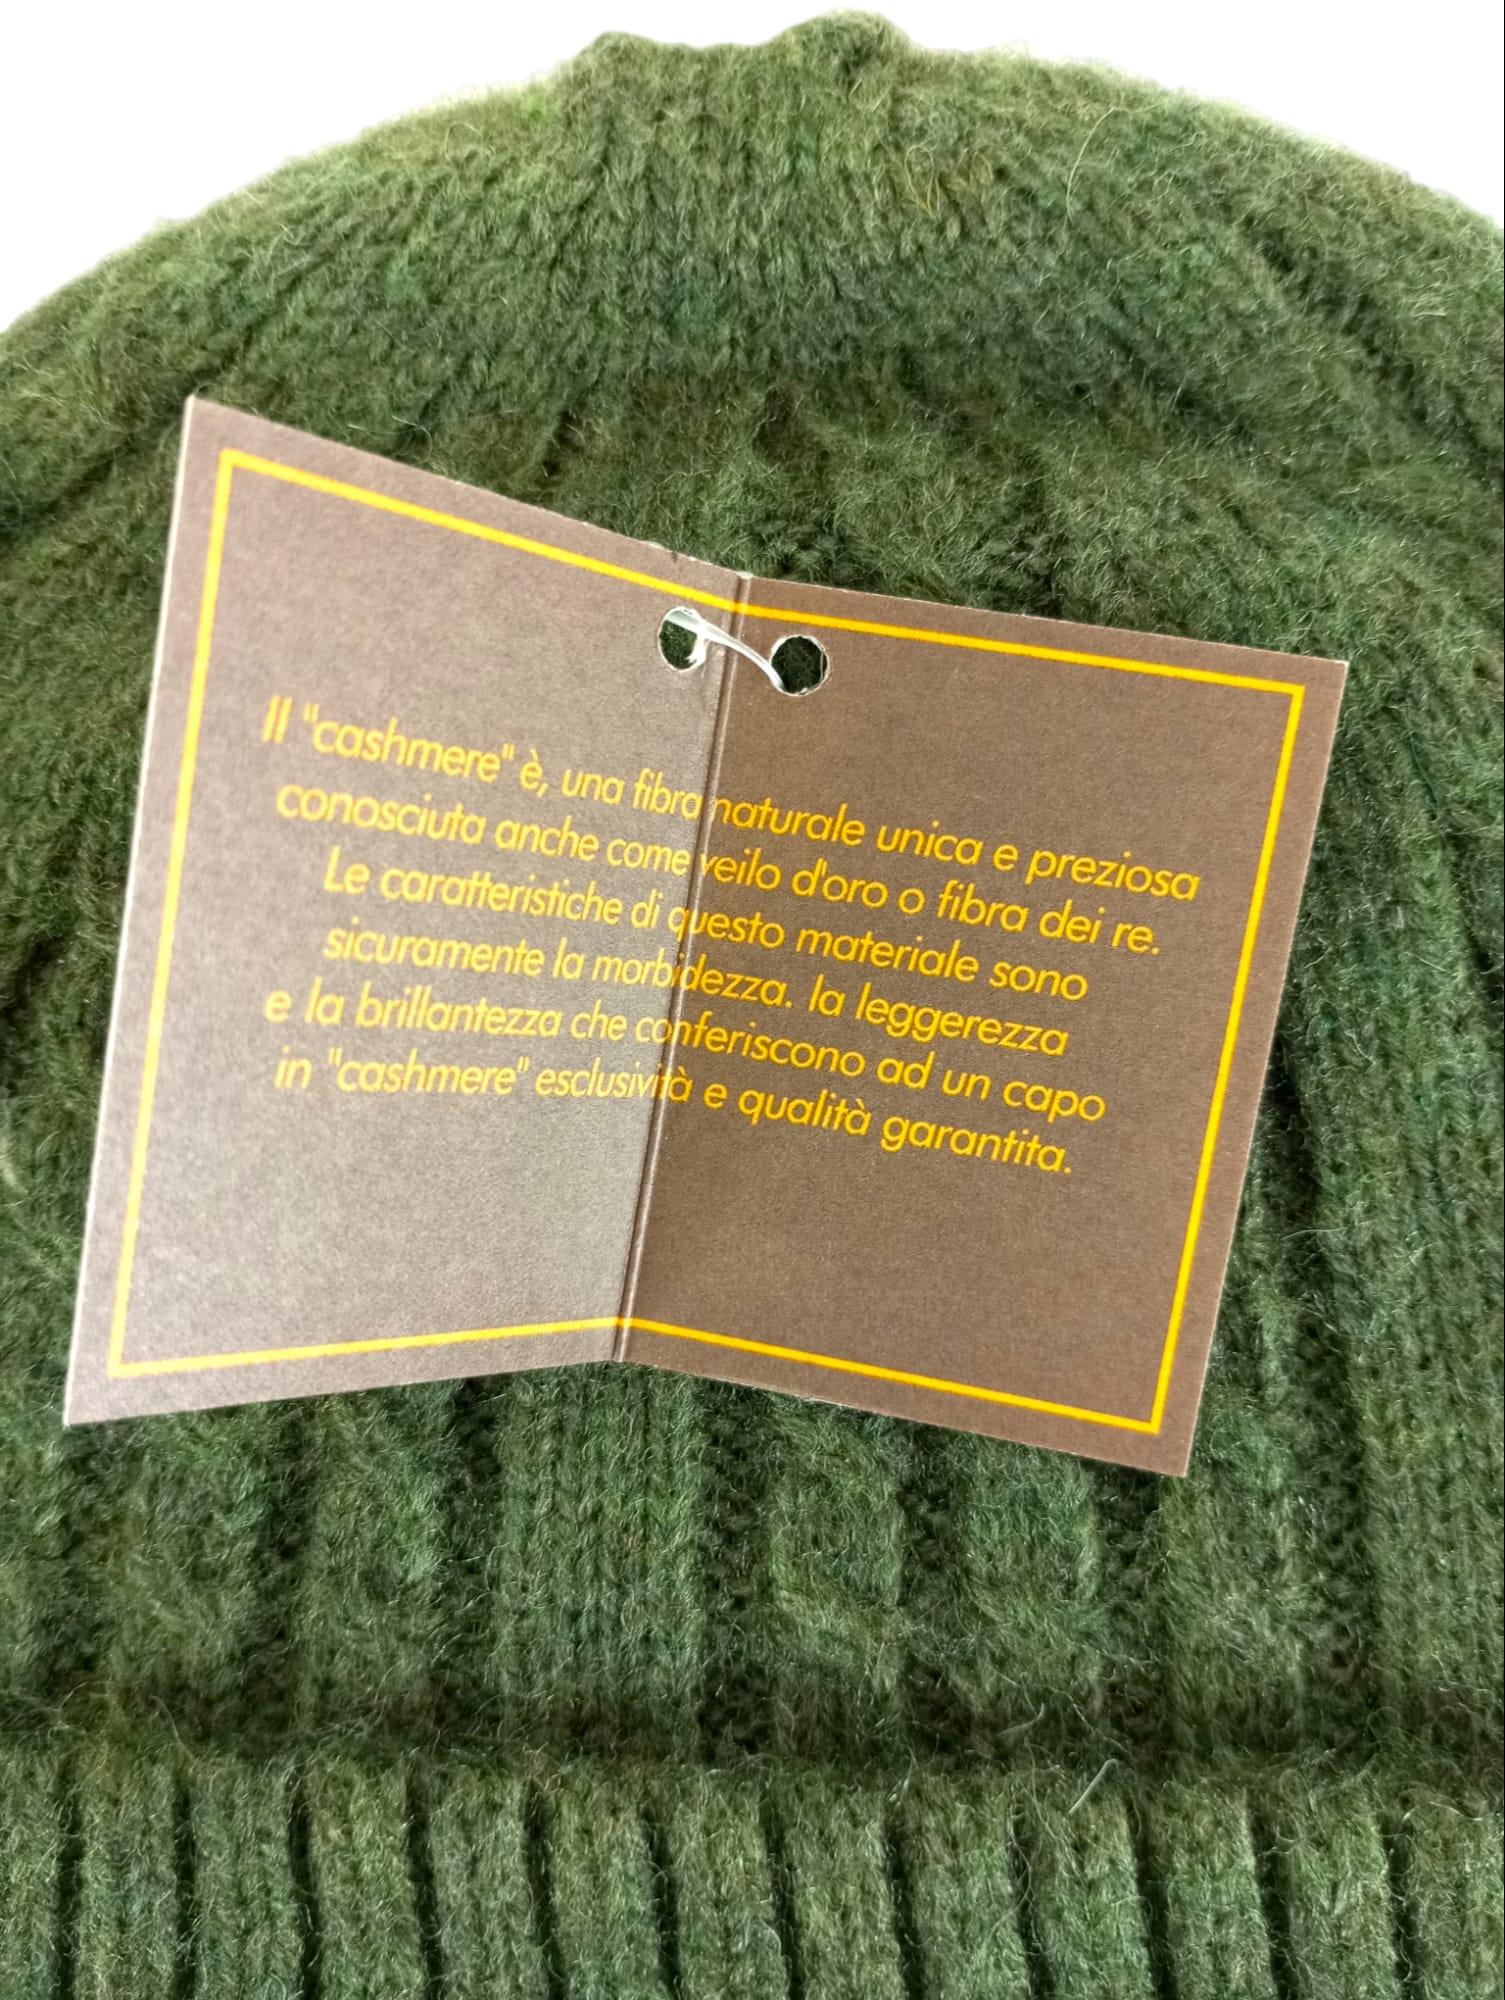 Il "cashmere" è, una fibra naturale unica e preziosa
conosciuta anche come veilo d'oro o fibra dei re.
Le caratteristiche di questo materiale sono
sicuramente la morbidezza. la leggerezza
e la brillantezza che conferiscono ad un capo
in "cashmere" esclusività e qualità garantita.